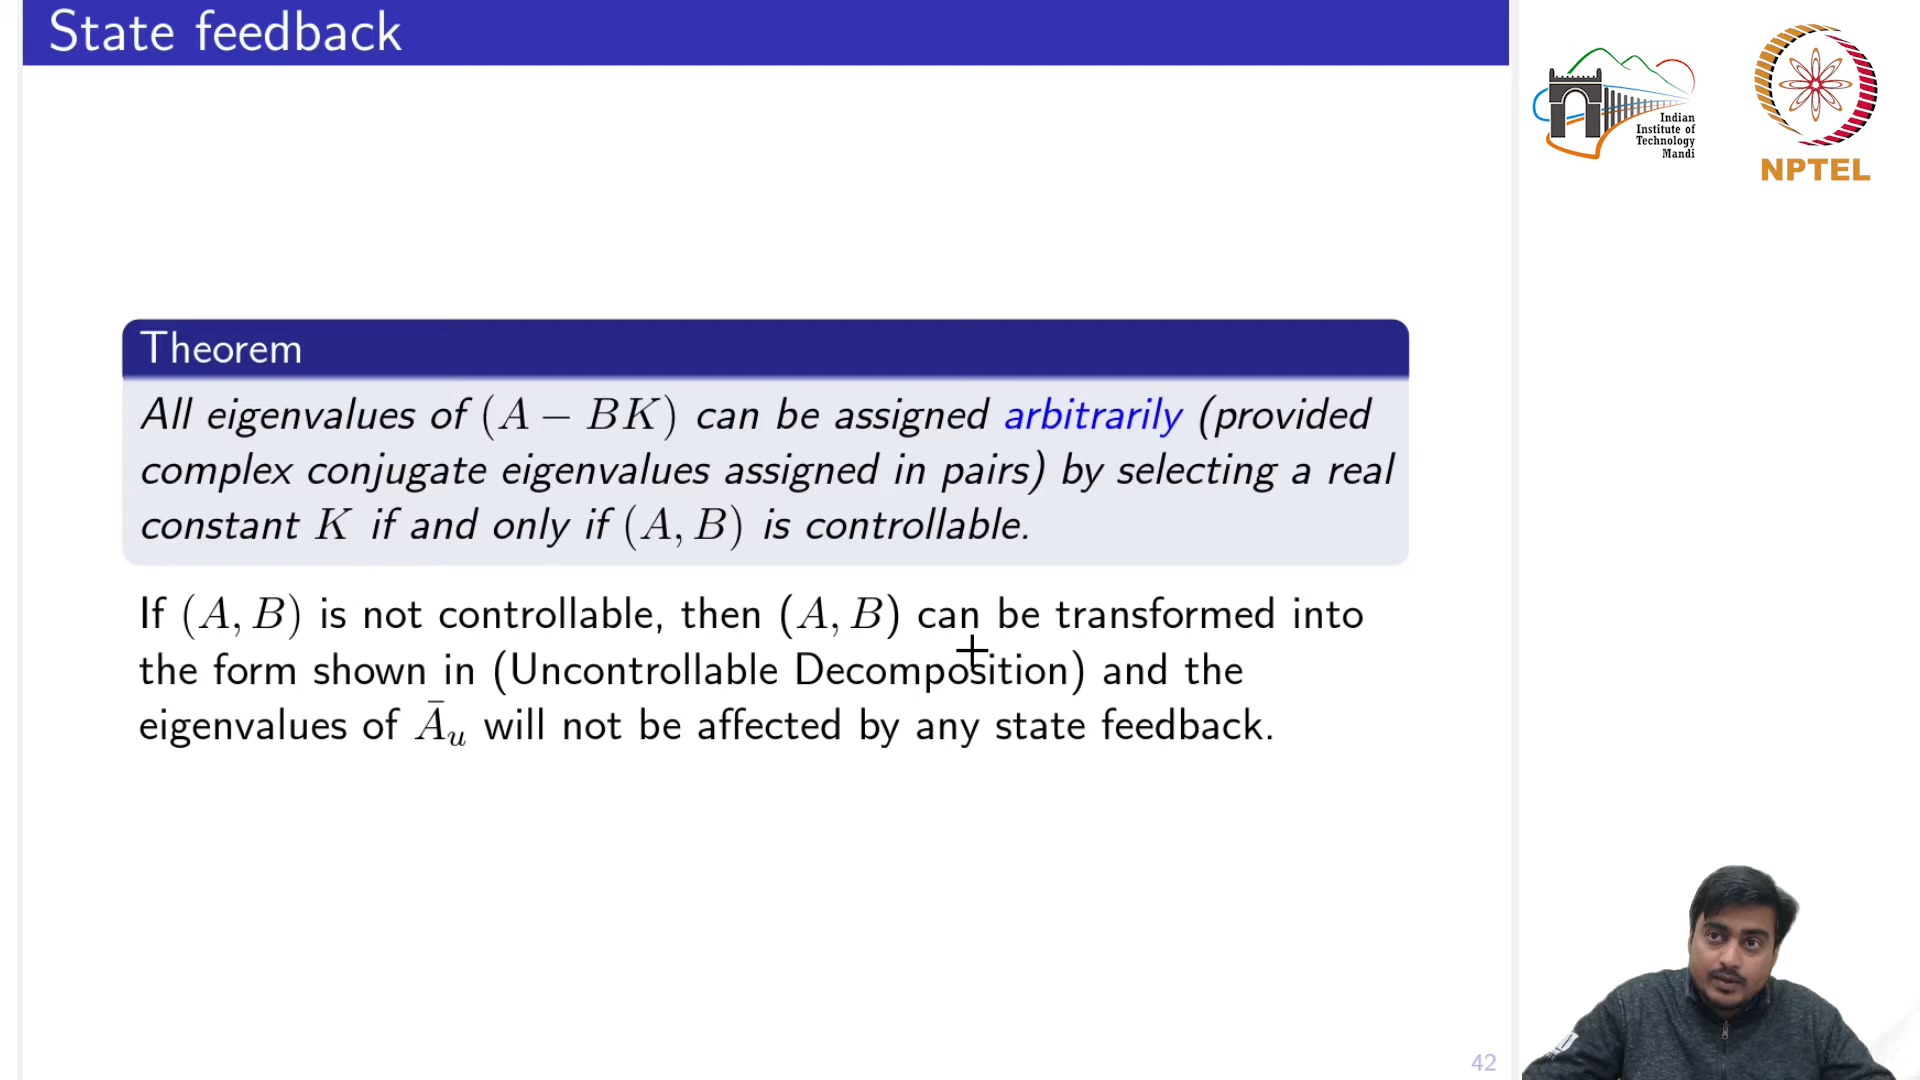 State feedback
Indian
Institute of
Technology
Mandi
NPTEL
Theorem
All eigenvalues of (A − BK) can be assigned arbitrarily (provided
complex conjugate eigenvalues assigned in pairs) by selecting a real
constant K if and only if (A, B) is controllable.
If (A, B) is not controllable, then (A, B) can be transformed into
the form shown in (Uncontrollable Decomposition) and the
eigenvalues of Ā_u will not be affected by any state feedback.
42